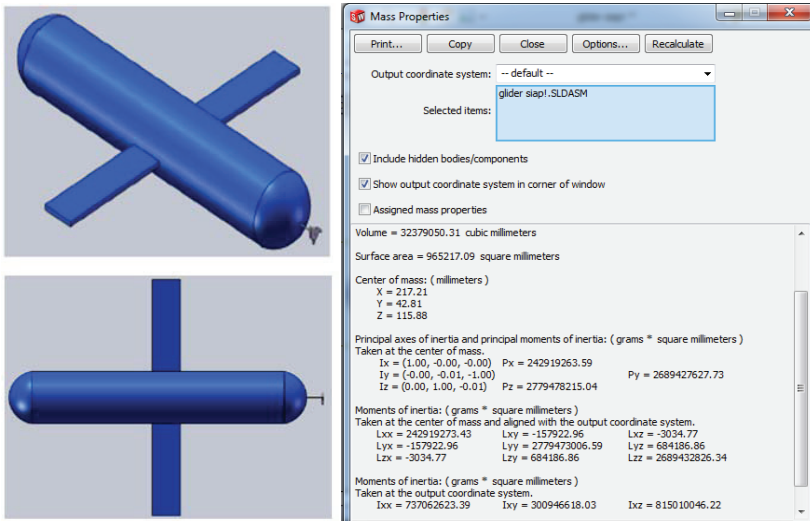 Mass Properties
Print... Copy Close Options... Recalculate
Output coordinate system: -- default --
glider siap!.SLDASM
Selected items:
Include hidden bodies/components
Show output coordinate system in corner of window
Assigned mass properties
Volume = 32379050.31 cubic millimeters
Surface area = 965217.09 square millimeters
Center of mass: ( millimeters )
X = 217.21
Y = 42.81
Z = 115.88
Principal axes of inertia and principal moments of inertia: ( grams * square millimeters )
Taken at the center of mass.
Ix = (1.00, -0.00, -0.00) Px = 242919263.59
Iy = (-0.00, -0.01, -1.00) Py = 2689427627.73
Iz = (0.00, 1.00, -0.01) Pz = 2779478215.04
Moments of inertia: ( grams * square millimeters )
Taken at the center of mass and aligned with the output coordinate system.
Lxx = 242919273.43 Lxy = -157922.96 Lxz = -3034.77
Lyx = -157922.96 Lyy = 2779473006.59 Lyz = 684186.86
Lzx = -3034.77 Lzy = 684186.86 Lzz = 2689432826.34
Moments of inertia: ( grams * square millimeters )
Taken at the output coordinate system.
Ixx = 737062623.39 Ixy = 300946618.03 Ixz = 815010046.22